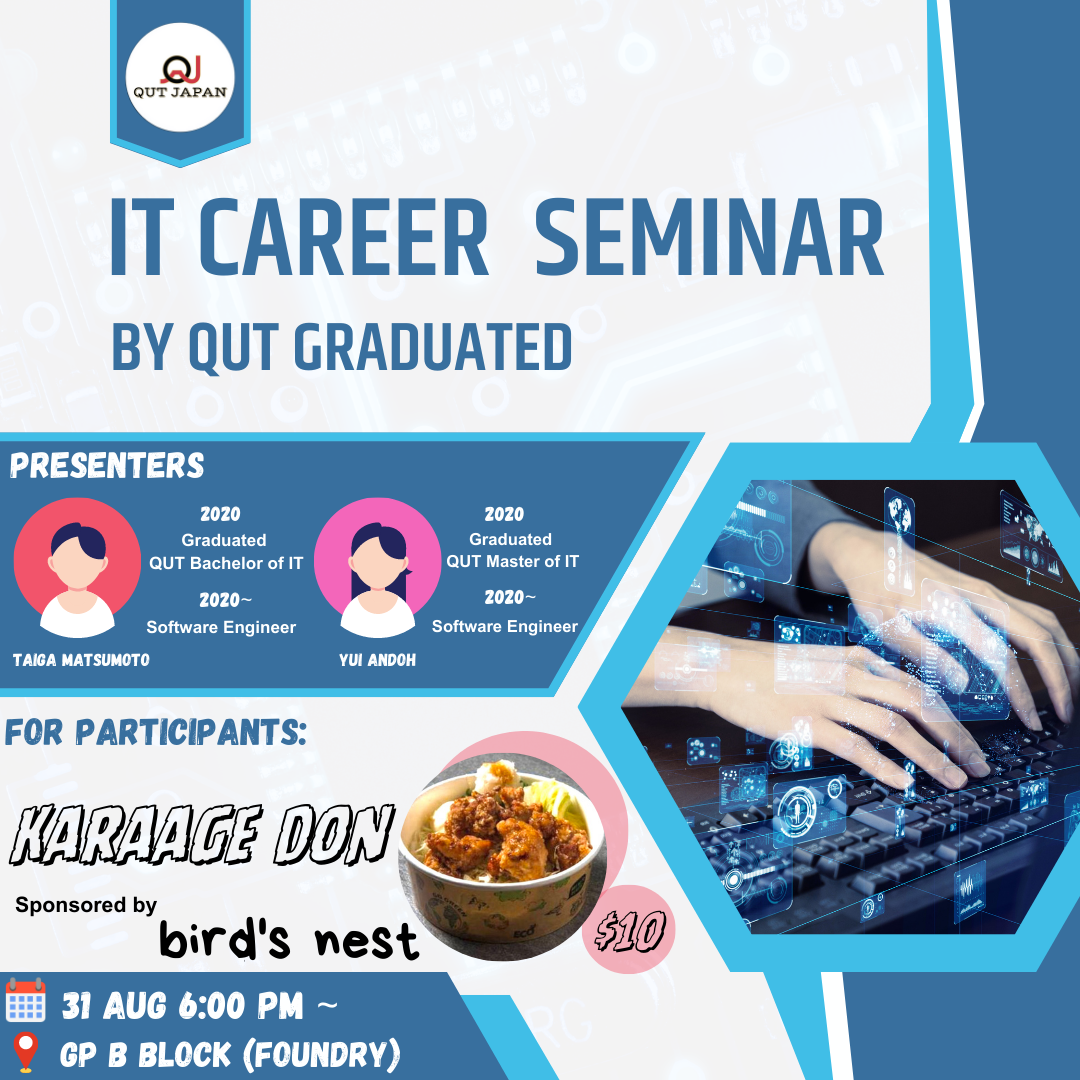 QUT JAPAN
IT CAREER SEMINAR
BY QUT GRADUATED
PRESENTERS
2020
Graduated
QUT Bachelor of IT
2020~
Software Engineer
TAIGA MATSUMOTO
2020
Graduated
QUT Master of IT
2020~
Software Engineer
YUI ANDOH
FOR PARTICIPANTS:
KARAAGE DON
Sponsored by
bird's nest
$10
31 AUG 6:00 PM ~
GP B BLOCK (FOUNDRY)